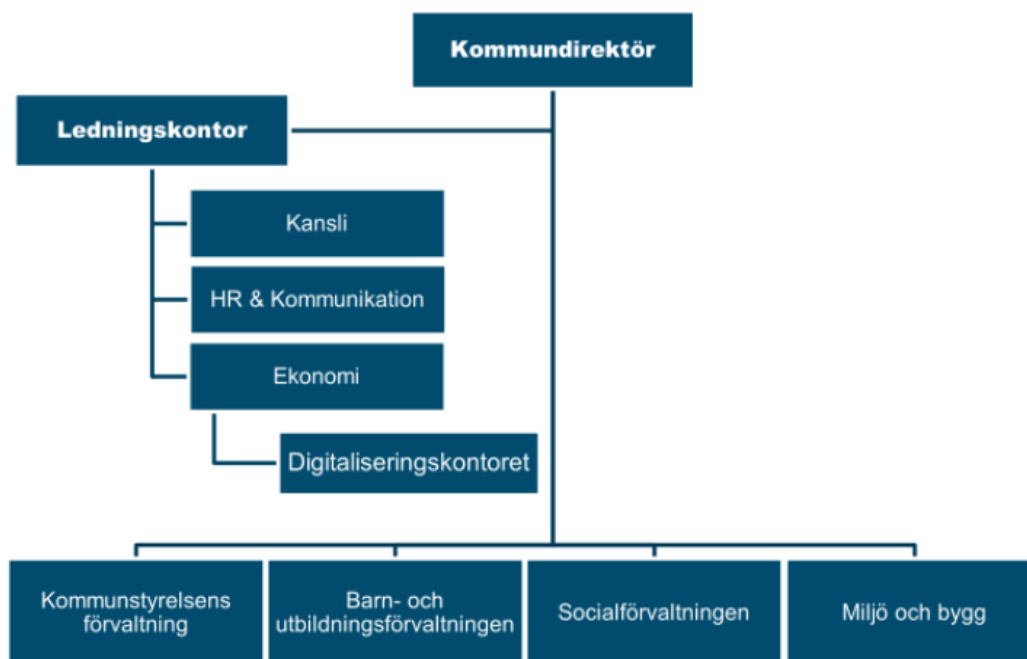 Kommundirektör
Ledningskontor
Kansli
HR & Kommunikation
Ekonomi
Digitaliseringskontoret
Kommunstyrelsens
förvaltning
Barn- och
utbildningsförvaltningen
Socialförvaltningen
Miljö och bygg